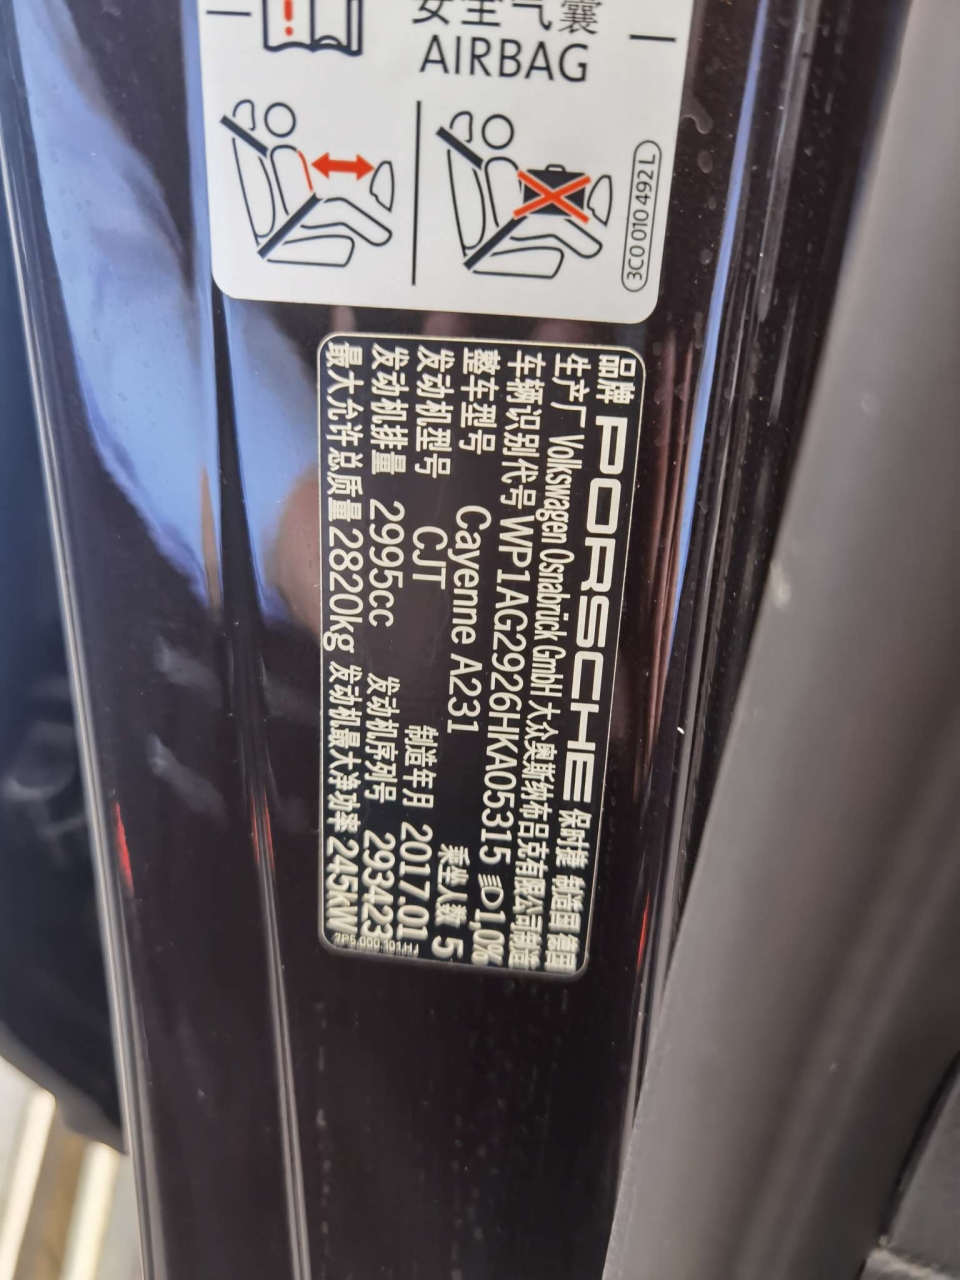 安全气囊
AIRBAG
3C0 010 492 L
品牌 PORSCHE 保时捷 制造国 德国
生产厂 Volkswagen Osnabrück GmbH 大众奥斯纳布吕克有限公司制造
车辆识别代号 WP1AG2926HKA05315 1,0%
整车型号 Cayenne A231 乘坐人数 5
发动机型号 CJT 制造年月 2017.01
发动机排量 2995cc 发动机序列号 293423
最大允许总质量 2820kg 发动机最大净功率 245kW
7P5.000.101.HJ